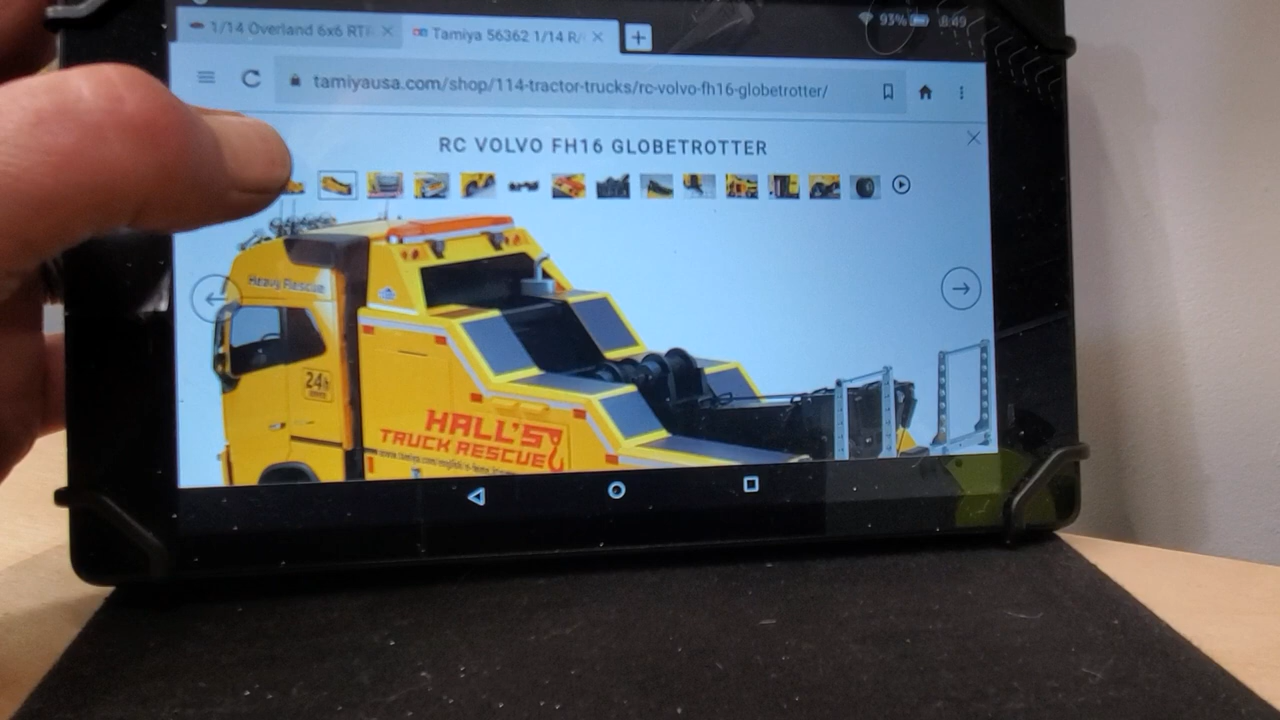 1/14 Overland 6x6 RT
Tamiya 56362 1/14 R/
93%
8:49
tamiyausa.com/shop/114-tractor-trucks/rc-volvo-fh16-globetrotter/
RC VOLVO FH16 GLOBETROTTER
Heavy Rescue
24h
HALL'S
TRUCK RESCUE